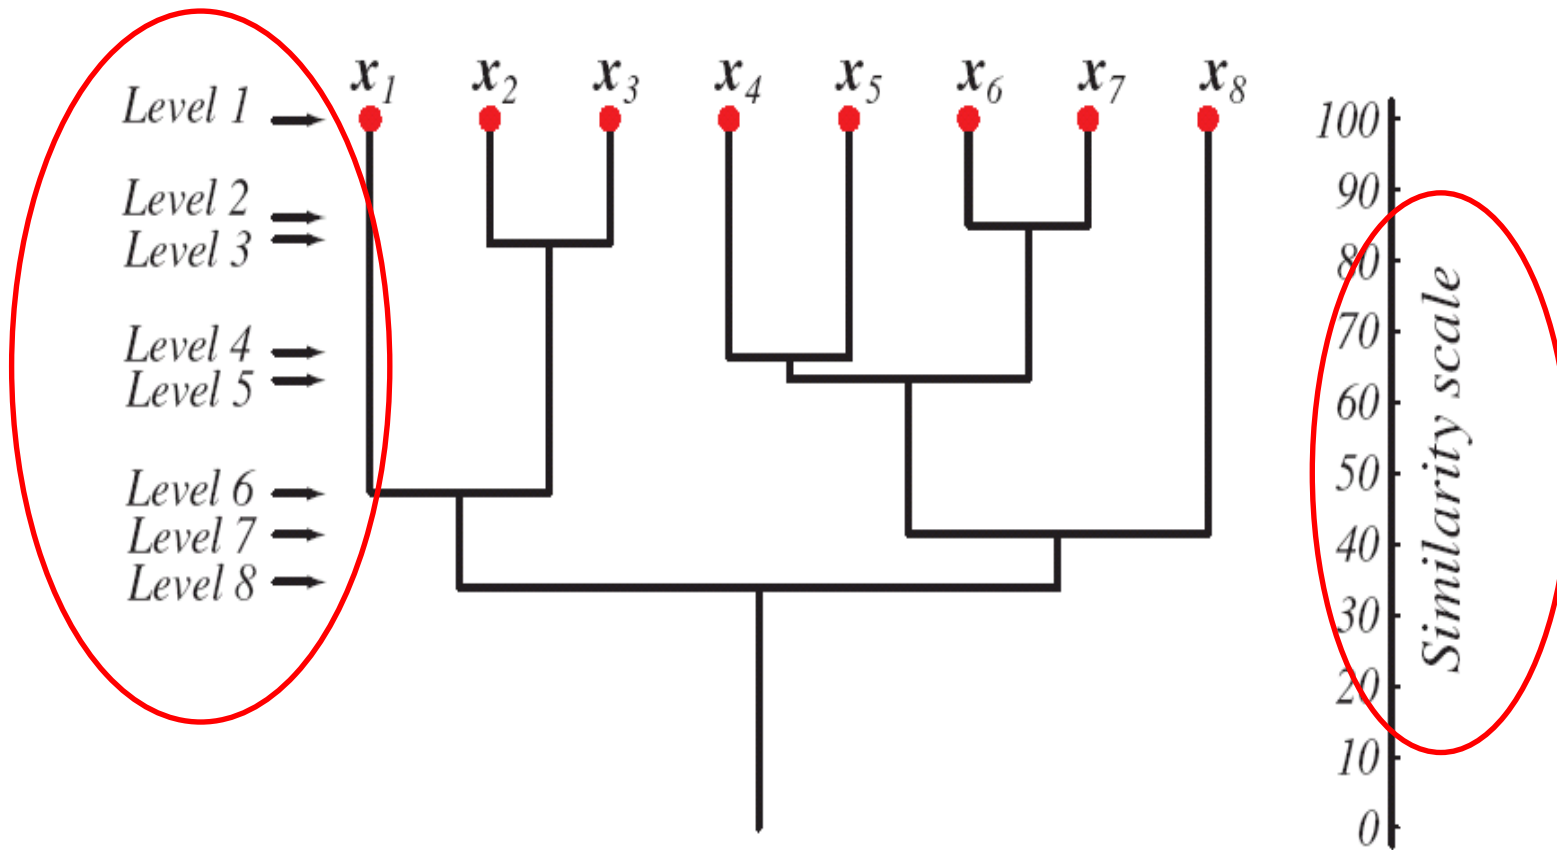 x1 x2 x3 x4 x5 x6 x7 x8
Level 1
Level 2
Level 3
Level 4
Level 5
Level 6
Level 7
Level 8
100
90
80
70
60
50
40
30
20
10
0
Similarity scale